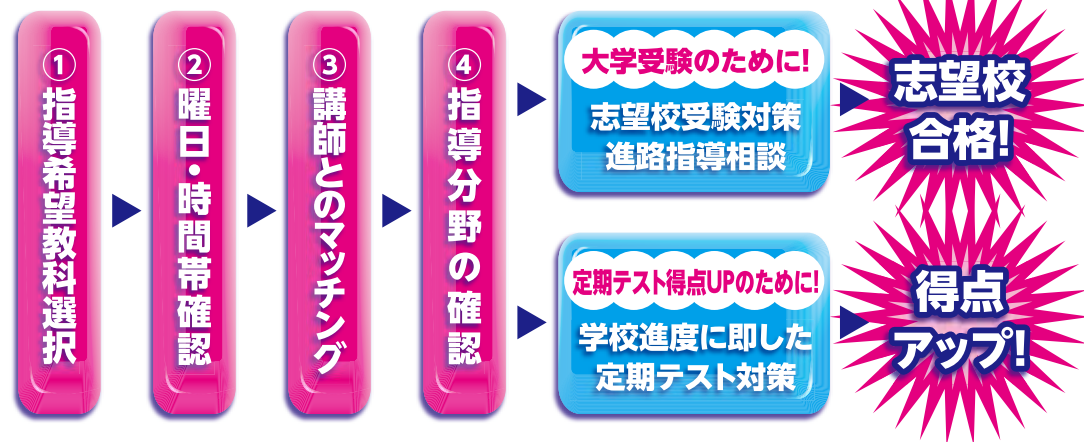 ①指導希望教科選択
②曜日・時間帯確認
③講師とのマッチング
④指導分野の確認
大学受験のために!
志望校受験対策
進路指導相談
志望校
合格!
定期テスト得点UPのために!
学校進度に即した
定期テスト対策
得点
アップ!